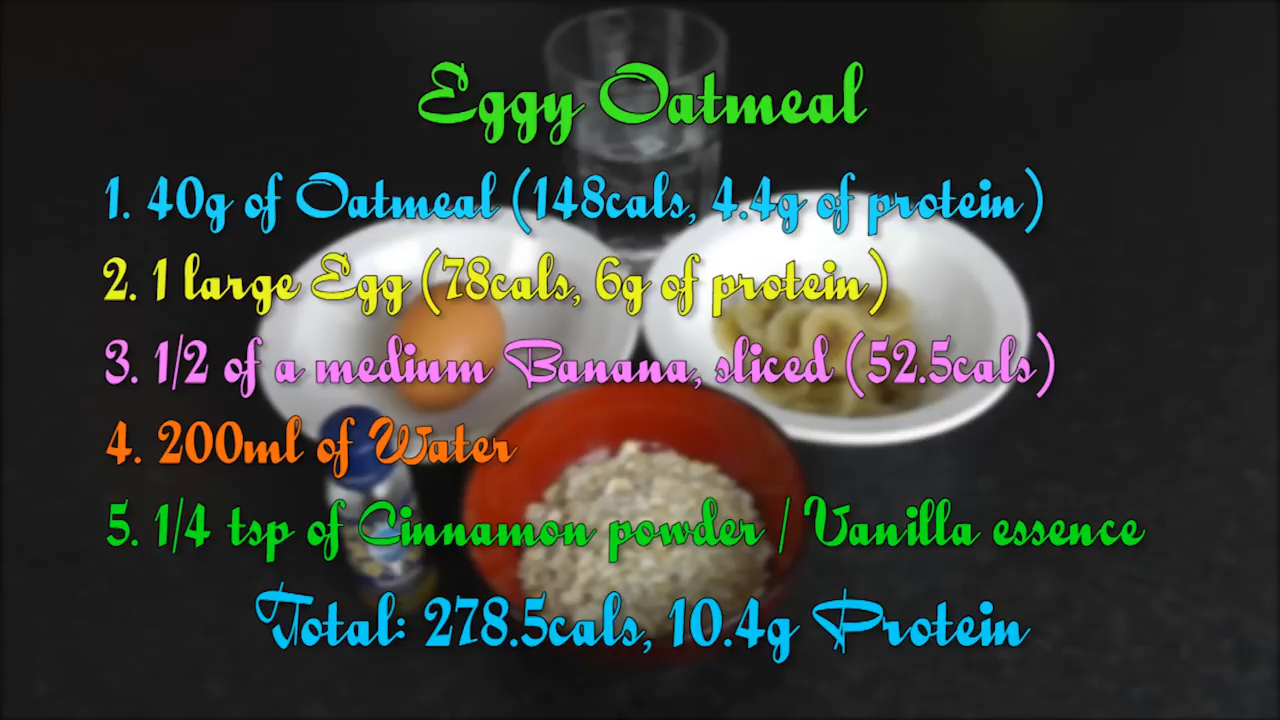 Eggy Oatmeal
1. 40g of Oatmeal (148cals, 4.4g of protein)
2. 1 large Egg (78cals, 6g of protein)
3. 1/2 of a medium Banana, sliced (52.5cals)
4. 200ml of Water
5. 1/4 tsp of Cinnamon powder / Vanilla essence
Total: 278.5cals, 10.4g Protein